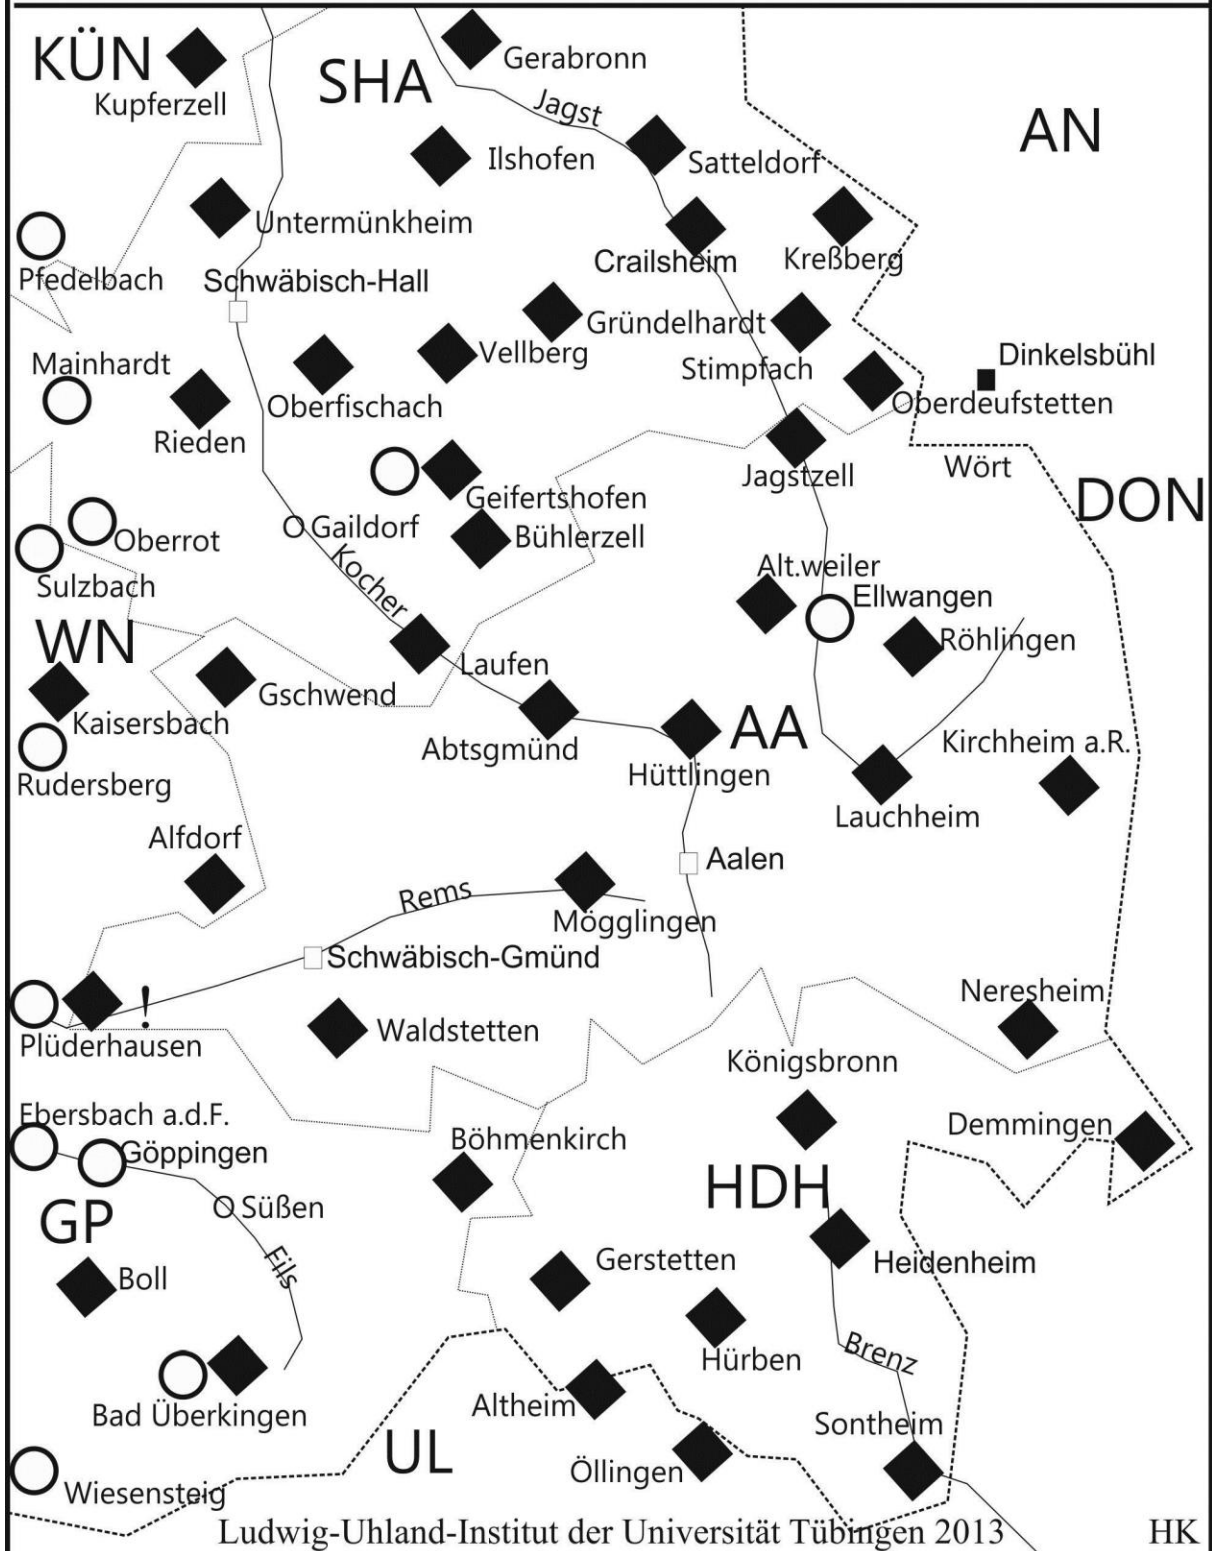 KÜN
Kupferzell
SHA
Gerabronn
Jagst
AN
Ilshofen
Satteldorf
Untermünkheim
Pfedelbach
Schwäbisch-Hall
Crailsheim
Kreßberg
Gründelhardt
Mainhardt
Vellberg
Stimpfach
Dinkelsbühl
Oberfischach
Oberdeufstetten
Rieden
Wört
Jagstzell
Geifertshofen
DON
O Gaildorf
Oberrot
Bühlerzell
Sulzbach
Kocher
Alt.weiler
Ellwangen
WN
Röhlingen
Laufen
Gschwend
Kaisersbach
AA
Abtsgmünd
Kirchheim a.R.
Hüttlingen
Rudersberg
Lauchheim
Alfdorf
Aalen
Rems
Mögglingen
Schwäbisch-Gmünd
Neresheim
!
Waldstetten
Plüderhausen
Königsbronn
Ebersbach a.d.F.
Demmingen
Böhmenkirch
Göppingen
HDH
O Süßen
GP
Fils
Gerstetten
Heidenheim
Boll
Brenz
Hürben
Altheim
Bad Überkingen
Sontheim
UL
Öllingen
Wiesensteig
Ludwig-Uhland-Institut der Universität Tübingen 2013
HK